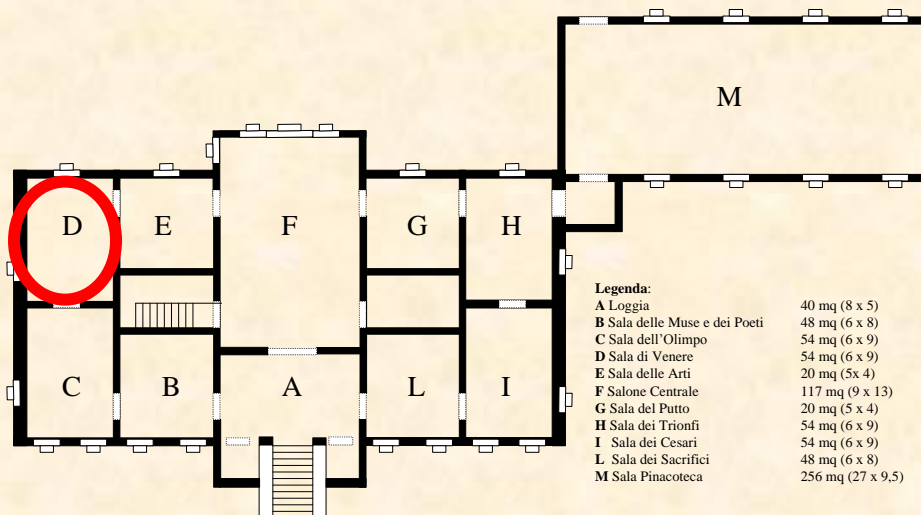 M
D
E
F
G
H
C
B
A
L
I
Legenda:
A Loggia 40 mq (8 x 5)
B Sala delle Muse e dei Poeti 48 mq (6 x 8)
C Sala dell'Olimpo 54 mq (6 x 9)
D Sala di Venere 54 mq (6 x 9)
E Sala delle Arti 20 mq (5x 4)
F Salone Centrale 117 mq (9 x 13)
G Sala del Putto 20 mq (5 x 4)
H Sala dei Trionfi 54 mq (6 x 9)
I Sala dei Cesari 54 mq (6 x 9)
L Sala dei Sacrifici 48 mq (6 x 8)
M Sala Pinacoteca 256 mq (27 x 9,5)